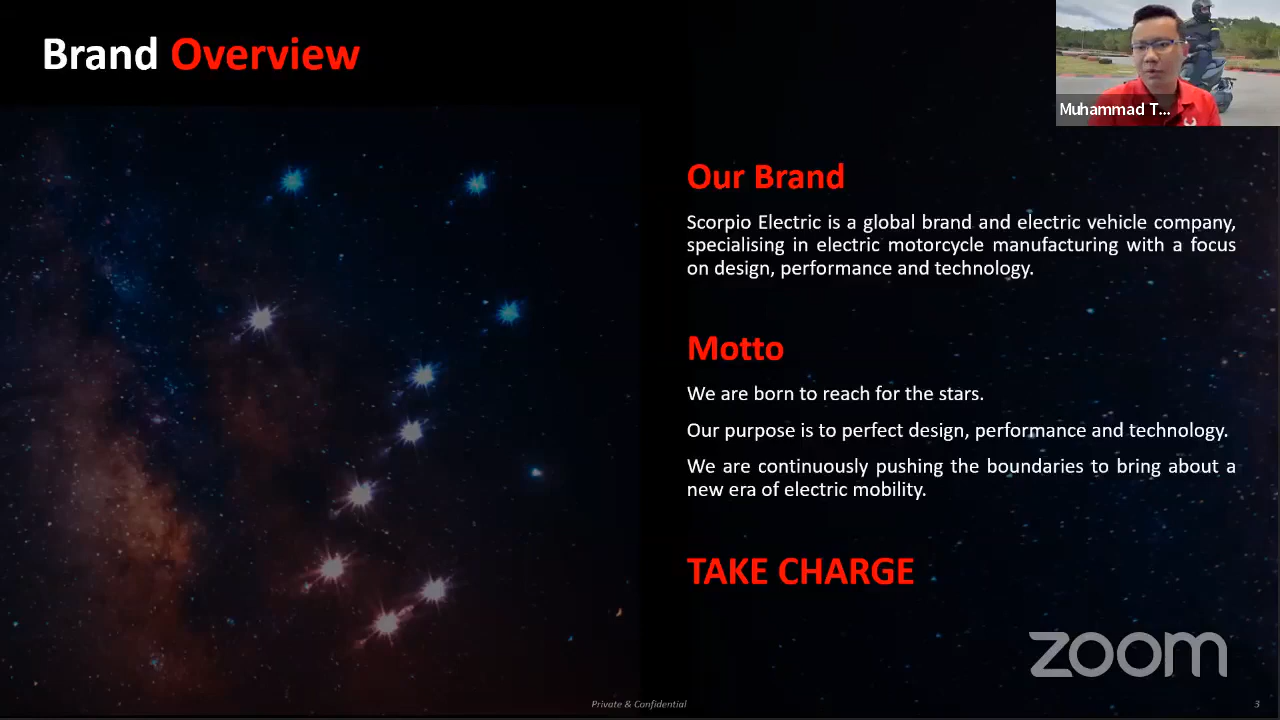 Brand Overview
Muhammad T...
Our Brand
Scorpio Electric is a global brand and electric vehicle company,
specialising in electric motorcycle manufacturing with a focus
on design, performance and technology.
Motto
We are born to reach for the stars.
Our purpose is to perfect design, performance and technology.
We are continuously pushing the boundaries to bring about a
new era of electric mobility.
TAKE CHARGE
zoom
Private & Confidential
3